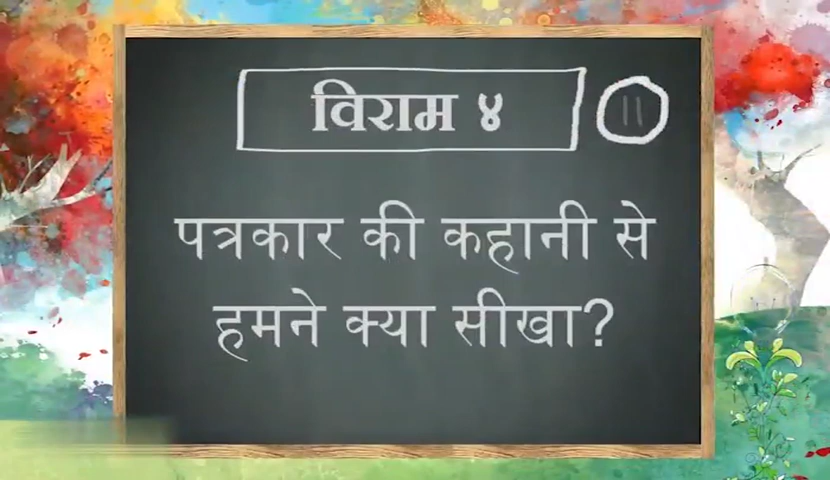 विराम ४
पत्रकार की कहानी से
हमने क्या सीखा?